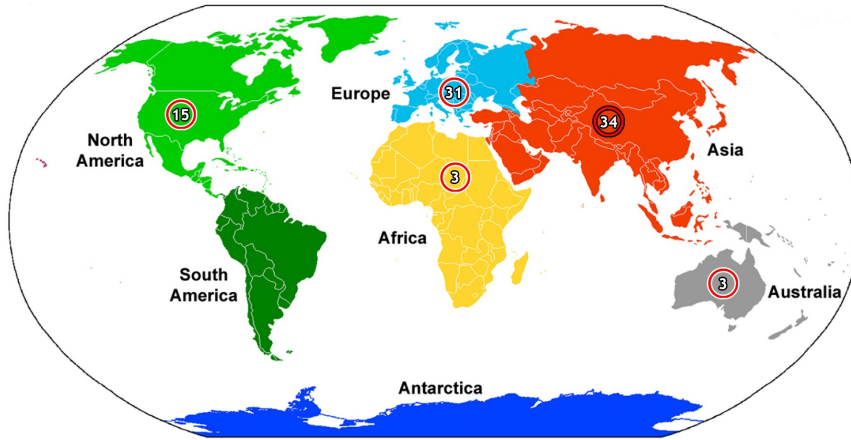 Europe
31
15
34
North
America
Asia
3
Africa
South
America
3
Australia
Antarctica